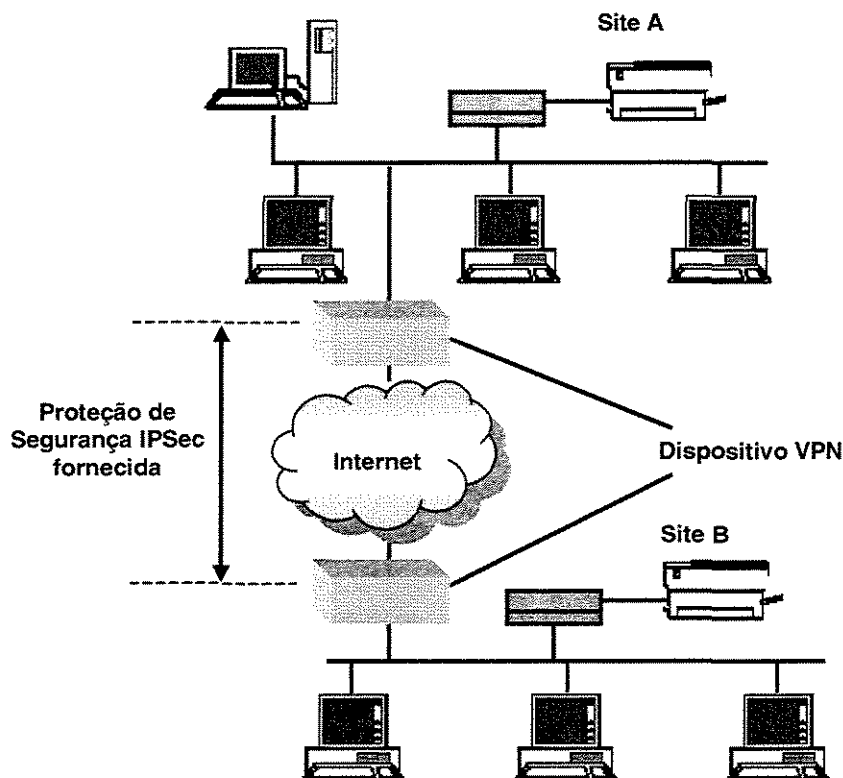 Site A
Proteção de
Segurança IPSec
fornecida
Internet
Dispositivo VPN
Site B